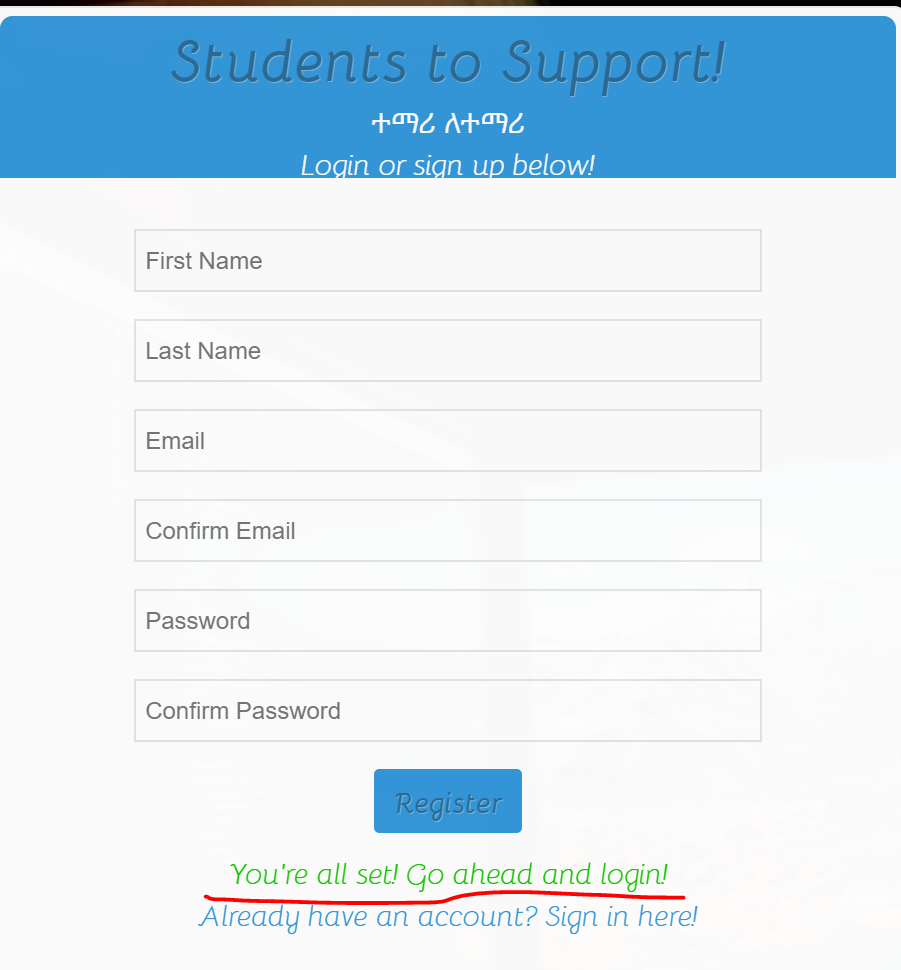 Students to Support!
ተማሪ ለተማሪ
Login or sign up below!
First Name
Last Name
Email
Confirm Email
Password
Confirm Password
Register
You're all set! Go ahead and login!
Already have an account? Sign in here!